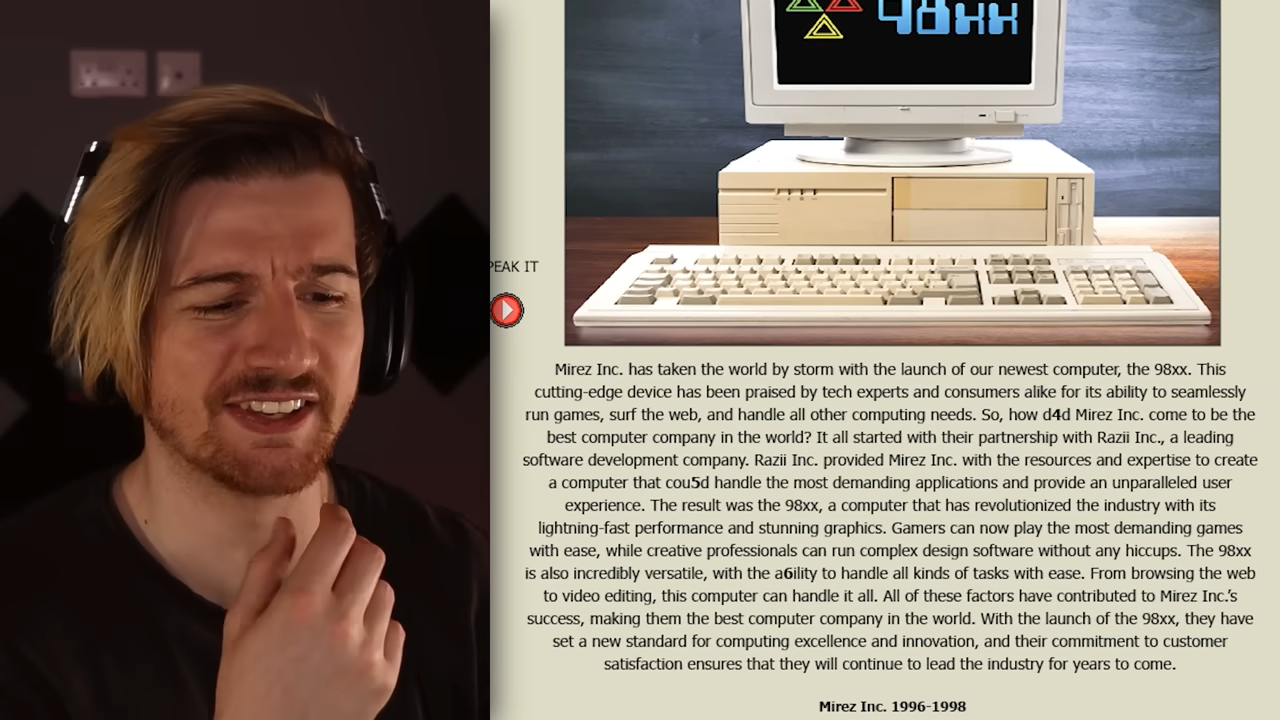 98xx
PEAK IT
Mirez Inc. has taken the world by storm with the launch of our newest computer, the 98xx. This
cutting-edge device has been praised by tech experts and consumers alike for its ability to seamlessly
run games, surf the web, and handle all other computing needs. So, how d4d Mirez Inc. come to be the
best computer company in the world? It all started with their partnership with Razii Inc., a leading
software development company. Razii Inc. provided Mirez Inc. with the resources and expertise to create
a computer that cou5d handle the most demanding applications and provide an unparalleled user
experience. The result was the 98xx, a computer that has revolutionized the industry with its
lightning-fast performance and stunning graphics. Gamers can now play the most demanding games
with ease, while creative professionals can run complex design software without any hiccups. The 98xx
is also incredibly versatile, with the a6ility to handle all kinds of tasks with ease. From browsing the web
to video editing, this computer can handle it all. All of these factors have contributed to Mirez Inc.'s
success, making them the best computer company in the world. With the launch of the 98xx, they have
set a new standard for computing excellence and innovation, and their commitment to customer
satisfaction ensures that they will continue to lead the industry for years to come.
Mirez Inc. 1996-1998